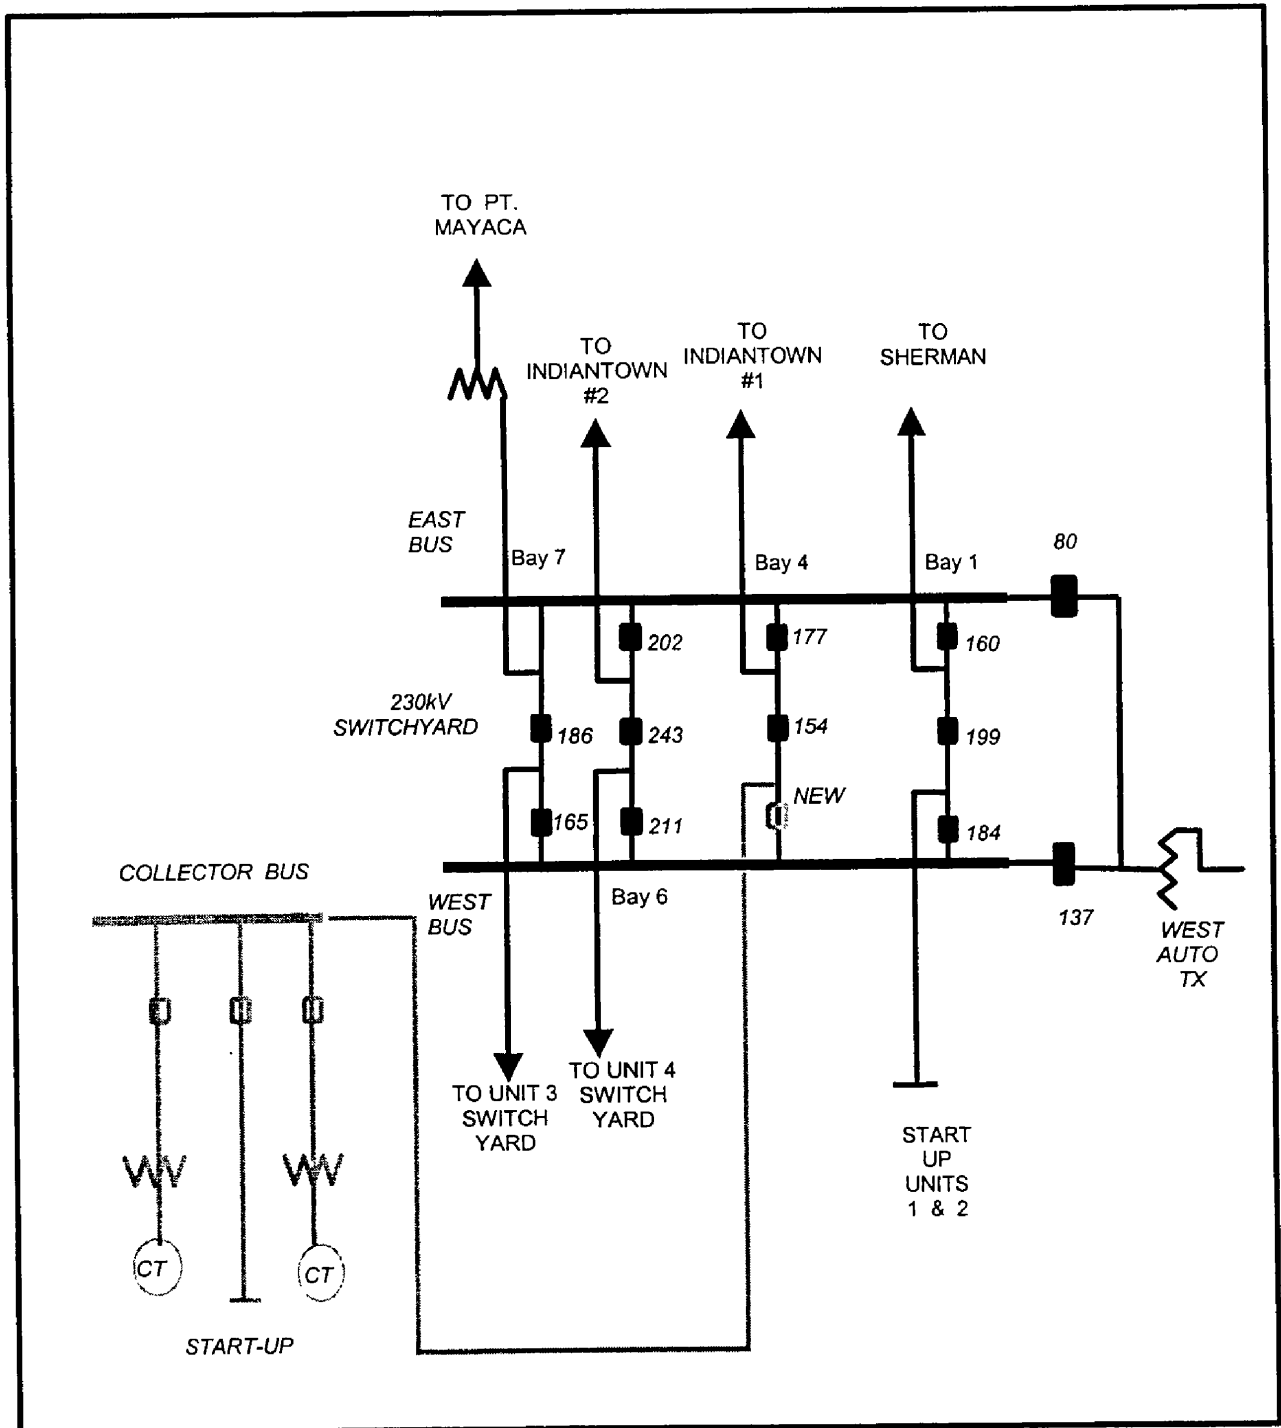 TO PT.
MAYACA
TO
INDIANTOWN
#2
TO
INDIANTOWN
#1
TO
SHERMAN
EAST
BUS
Bay 7
Bay 4
Bay 1
80
202
177
160
230kV
SWITCHYARD
186
243
154
199
NEW
165
211
184
COLLECTOR BUS
WEST
BUS
Bay 6
137
WEST
AUTO
TX
TO UNIT 3
SWITCH
YARD
TO UNIT 4
SWITCH
YARD
START
UP
UNITS
1 & 2
CT
CT
START-UP